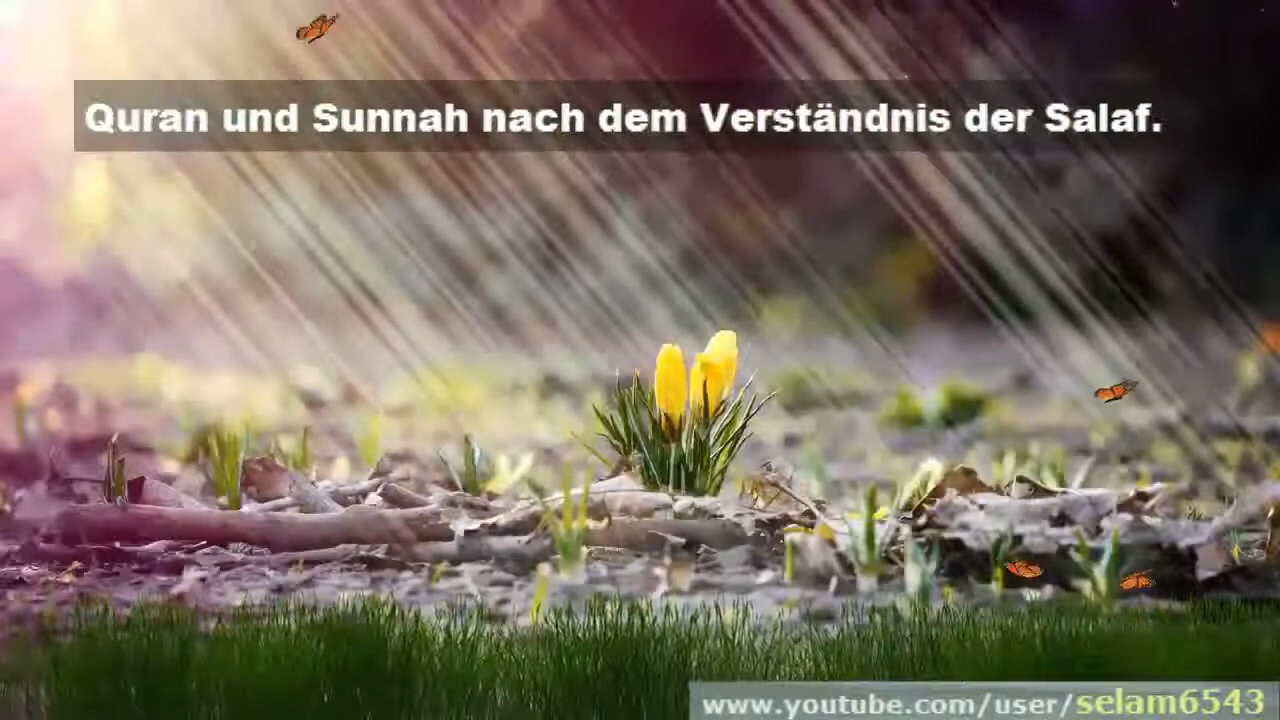 Quran und Sunnah nach dem Verständnis der Salaf.
www.youtube.com/user/selam6543